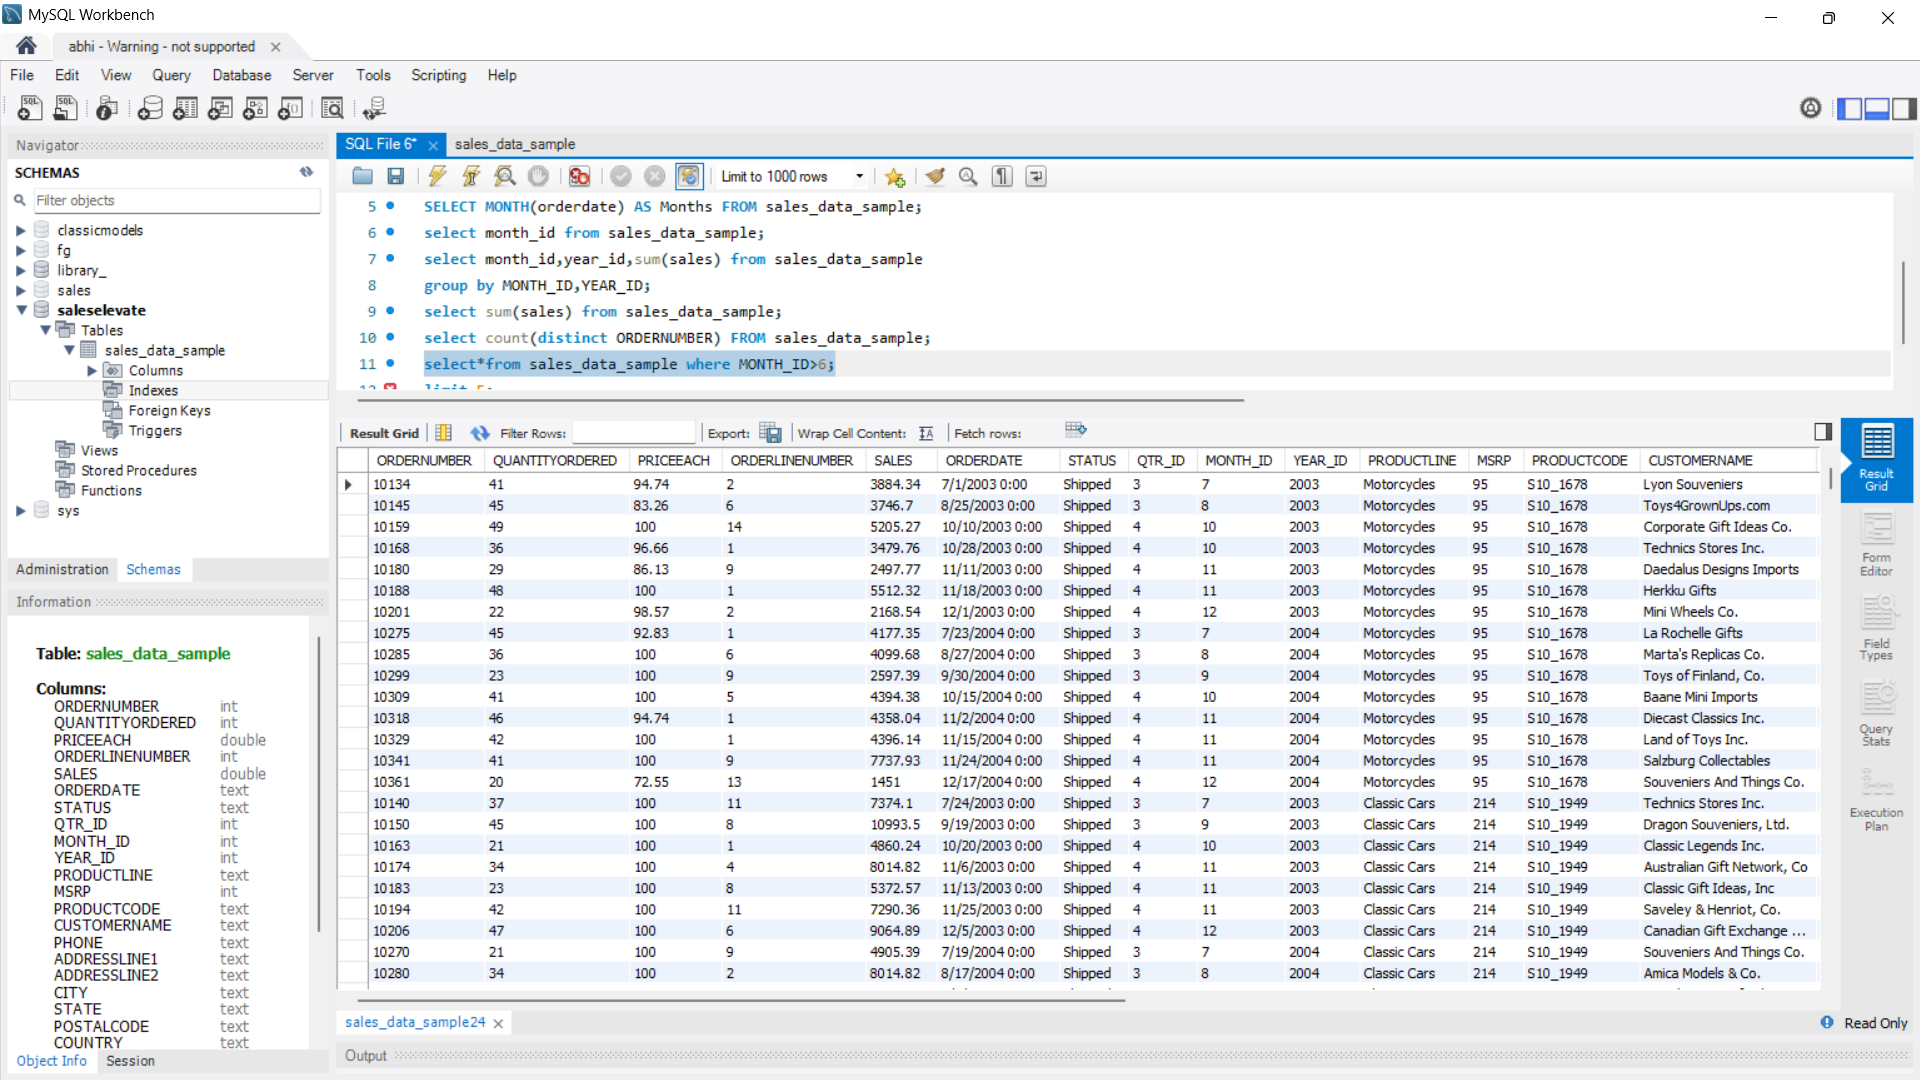 MySQL Workbench
abhi - Warning - not supported
File Edit View Query Database Server Tools Scripting Help
Navigator
SCHEMAS
Filter objects
classicmodels
fg
library_
sales
saleselevate
Tables
sales_data_sample
Columns
Indexes
Foreign Keys
Triggers
Views
Stored Procedures
Functions
sys
Administration Schemas
Information
Table: sales_data_sample
Columns:
ORDERNUMBER int
QUANTITYORDERED int
PRICEEACH double
ORDERLINENUMBER int
SALES double
ORDERDATE text
STATUS text
QTR_ID int
MONTH_ID int
YEAR_ID int
PRODUCTLINE text
MSRP int
PRODUCTCODE text
CUSTOMERNAME text
PHONE text
ADDRESSLINE1 text
ADDRESSLINE2 text
CITY text
STATE text
POSTALCODE text
COUNTRY text
Object Info Session
SQL File 6* sales_data_sample
Limit to 1000 rows
5 SELECT MONTH(orderdate) AS Months FROM sales_data_sample;
6 select month_id from sales_data_sample;
7 select month_id,year_id,sum(sales) from sales_data_sample
8 group by MONTH_ID,YEAR_ID;
9 select sum(sales) from sales_data_sample;
10 select count(distinct ORDERNUMBER) FROM sales_data_sample;
11 select*from sales_data_sample where MONTH_ID>6;
12 limit 5;
Result Grid Filter Rows: Export: Wrap Cell Content: Fetch rows:
ORDERNUMBER QUANTITYORDERED PRICEEACH ORDERLINENUMBER SALES ORDERDATE STATUS QTR_ID MONTH_ID YEAR_ID PRODUCTLINE MSRP PRODUCTCODE CUSTOMERNAME
10134 41 94.74 2 3884.34 7/1/2003 0:00 Shipped 3 7 2003 Motorcycles 95 S10_1678 Lyon Souveniers
10145 45 83.26 6 3746.7 8/25/2003 0:00 Shipped 3 8 2003 Motorcycles 95 S10_1678 Toys4GrownUps.com
10159 49 100 14 5205.27 10/10/2003 0:00 Shipped 4 10 2003 Motorcycles 95 S10_1678 Corporate Gift Ideas Co.
10168 36 96.66 1 3479.76 10/28/2003 0:00 Shipped 4 10 2003 Motorcycles 95 S10_1678 Technics Stores Inc.
10180 29 86.13 9 2497.77 11/11/2003 0:00 Shipped 4 11 2003 Motorcycles 95 S10_1678 Daedalus Designs Imports
10188 48 100 1 5512.32 11/18/2003 0:00 Shipped 4 11 2003 Motorcycles 95 S10_1678 Herkku Gifts
10201 22 98.57 2 2168.54 12/1/2003 0:00 Shipped 4 12 2003 Motorcycles 95 S10_1678 Mini Wheels Co.
10275 45 92.83 1 4177.35 7/23/2004 0:00 Shipped 3 7 2004 Motorcycles 95 S10_1678 La Rochelle Gifts
10285 36 100 6 4099.68 8/27/2004 0:00 Shipped 3 8 2004 Motorcycles 95 S10_1678 Marta's Replicas Co.
10299 23 100 9 2597.39 9/30/2004 0:00 Shipped 3 9 2004 Motorcycles 95 S10_1678 Toys of Finland, Co.
10309 41 100 5 4394.38 10/15/2004 0:00 Shipped 4 10 2004 Motorcycles 95 S10_1678 Baane Mini Imports
10318 46 94.74 1 4358.04 11/2/2004 0:00 Shipped 4 11 2004 Motorcycles 95 S10_1678 Diecast Classics Inc.
10329 42 100 1 4396.14 11/15/2004 0:00 Shipped 4 11 2004 Motorcycles 95 S10_1678 Land of Toys Inc.
10341 41 100 9 7737.93 11/24/2004 0:00 Shipped 4 11 2004 Motorcycles 95 S10_1678 Salzburg Collectables
10361 20 72.55 13 1451 12/17/2004 0:00 Shipped 4 12 2004 Motorcycles 95 S10_1678 Souveniers And Things Co.
10140 37 100 11 7374.1 7/24/2003 0:00 Shipped 3 7 2003 Classic Cars 214 S10_1949 Technics Stores Inc.
10150 45 100 8 10993.5 9/19/2003 0:00 Shipped 3 9 2003 Classic Cars 214 S10_1949 Dragon Souveniers, Ltd.
10163 21 100 1 4860.24 10/20/2003 0:00 Shipped 4 10 2003 Classic Cars 214 S10_1949 Classic Legends Inc.
10174 34 100 4 8014.82 11/6/2003 0:00 Shipped 4 11 2003 Classic Cars 214 S10_1949 Australian Gift Network, Co
10183 23 100 8 5372.57 11/13/2003 0:00 Shipped 4 11 2003 Classic Cars 214 S10_1949 Classic Gift Ideas, Inc
10194 42 100 11 7290.36 11/25/2003 0:00 Shipped 4 11 2003 Classic Cars 214 S10_1949 Saveley & Henriot, Co.
10206 47 100 6 9064.89 12/5/2003 0:00 Shipped 4 12 2003 Classic Cars 214 S10_1949 Canadian Gift Exchange ...
10270 21 100 9 4905.39 7/19/2004 0:00 Shipped 3 7 2004 Classic Cars 214 S10_1949 Souveniers And Things Co.
10280 34 100 2 8014.82 8/17/2004 0:00 Shipped 3 8 2004 Classic Cars 214 S10_1949 Amica Models & Co.
Result
Grid
Form
Editor
Field
Types
Query
Stats
Execution
Plan
sales_data_sample24
Read Only
Output